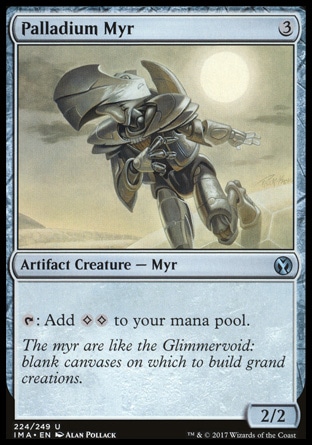 Palladium Myr 3
Artifact Creature — Myr
: Add ◇◇ to your mana pool.
The myr are like the Glimmervoid:
blank canvases on which to build grand
creations.
2/2
224/249 U
IMA • EN Alan Pollack
™ & © 2017 Wizards of the Coast